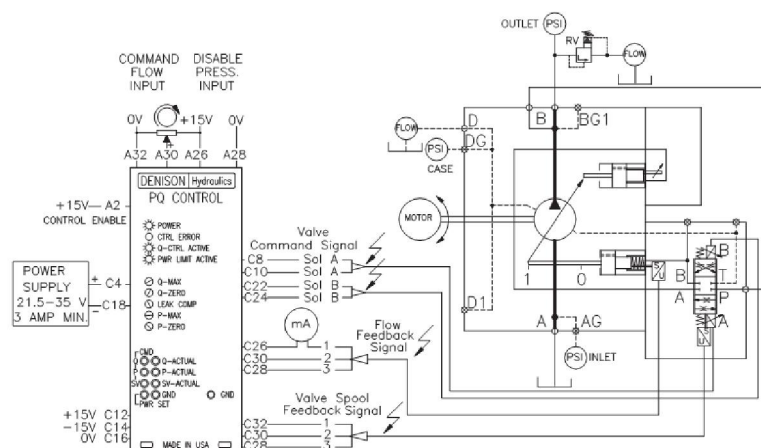 OUTLET PSI
RV
FLOW
COMMAND FLOW INPUT
DISABLE PRESS. INPUT
0V +15V 0V
A32 A30 A26 A28
DENISON Hydraulics
PQ CONTROL
+15V A2
CONTROL ENABLE
POWER
CTRL ERROR
Q-CTRL ACTIVE
PWR LIMIT ACTIVE
POWER SUPPLY
21.5-35 V
3 AMP MIN.
+ C4
- C18
Q-MAX
Q-ZERO
LEAK COMP
P-MAX
P-ZERO
CMD
Q Q-ACTUAL
P P-ACTUAL
SV SV-ACTUAL
GND GND
PWR SET
+15V C12
-15V C14
0V C16
MADE IN USA
Valve Command Signal
C8 Sol A
C10 Sol A
C22 Sol B
C24 Sol B
mA
Flow Feedback Signal
C26 1
C30 2
C28 3
Valve Spool Feedback Signal
C32 1
C30 2
C28 3
FLOW
D
DG
PSI
CASE
B BG1
MOTOR
1 0
D1
A AG
PSI INLET
S/U
B T
A P
B
A
S/U